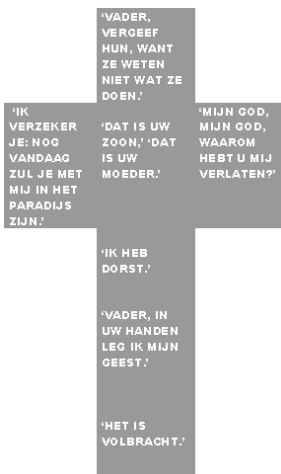 ‘VADER,
VERGEEF
HUN, WANT
ZE WETEN
NIET WAT ZE
DOEN.’
‘IK
VERZEKER
JE: NOG
VANDAAG
ZUL JE MET
MIJ IN HET
PARADIJS
ZIJN.’
‘DAT IS UW
ZOON,’ ‘DAT
IS UW
MOEDER.’
‘MIJN GOD,
MIJN GOD,
WAAROM
HEBT U MIJ
VERLATEN?’
‘IK HEB
DORST.’
‘VADER, IN
UW HANDEN
LEG IK MIJN
GEEST.’
‘HET IS
VOLBRACHT.’